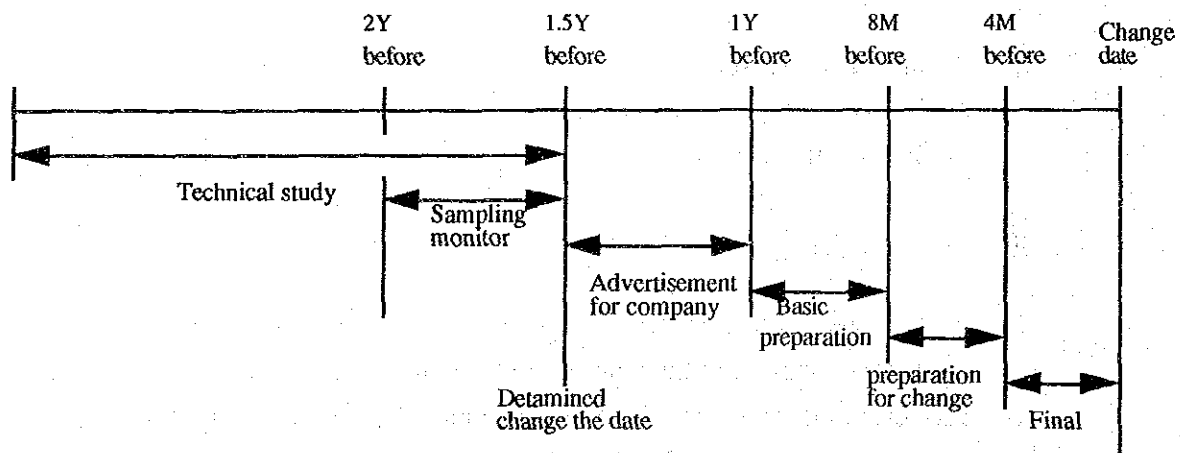 2Y
before
1.5Y
before
1Y
before
8M
before
4M
before
Change
date
Technical study
Sampling
monitor
Advertisement
for company
Basic
preparation
preparation
for change
Final
Detamined
change the date